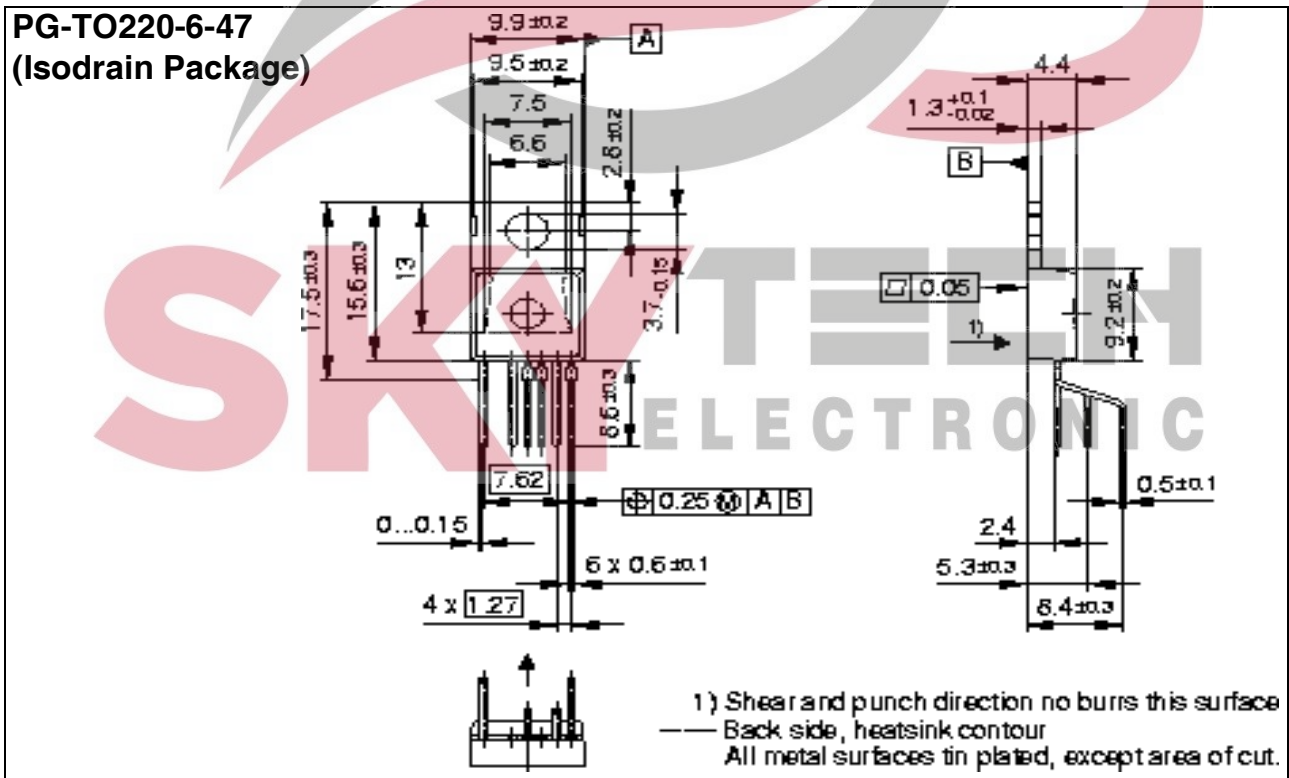 PG-TO220-6-47
(Isodrain Package)
9.9 ±0.2
A
9.5 ±0.2
7.5
6.6
2.8 ±0.2
17.5 ±0.3
15.6 ±0.3
13
3.7 -0.15
8.6 ±0.3
7.62
0.25 Ⓜ A B
0...0.15
6 x 0.6 ±0.1
4 x 1.27
4.4
1.3 +0.1 -0.02
B
0.05
1)
9.2 ±0.2
0.5 ±0.1
2.4
5.3 ±0.3
8.4 ±0.3
SKYTECH
ELECTRONIC
1) Shear and punch direction no burrs this surface
Back side, heatsink contour
All metal surfaces tin plated, except area of cut.